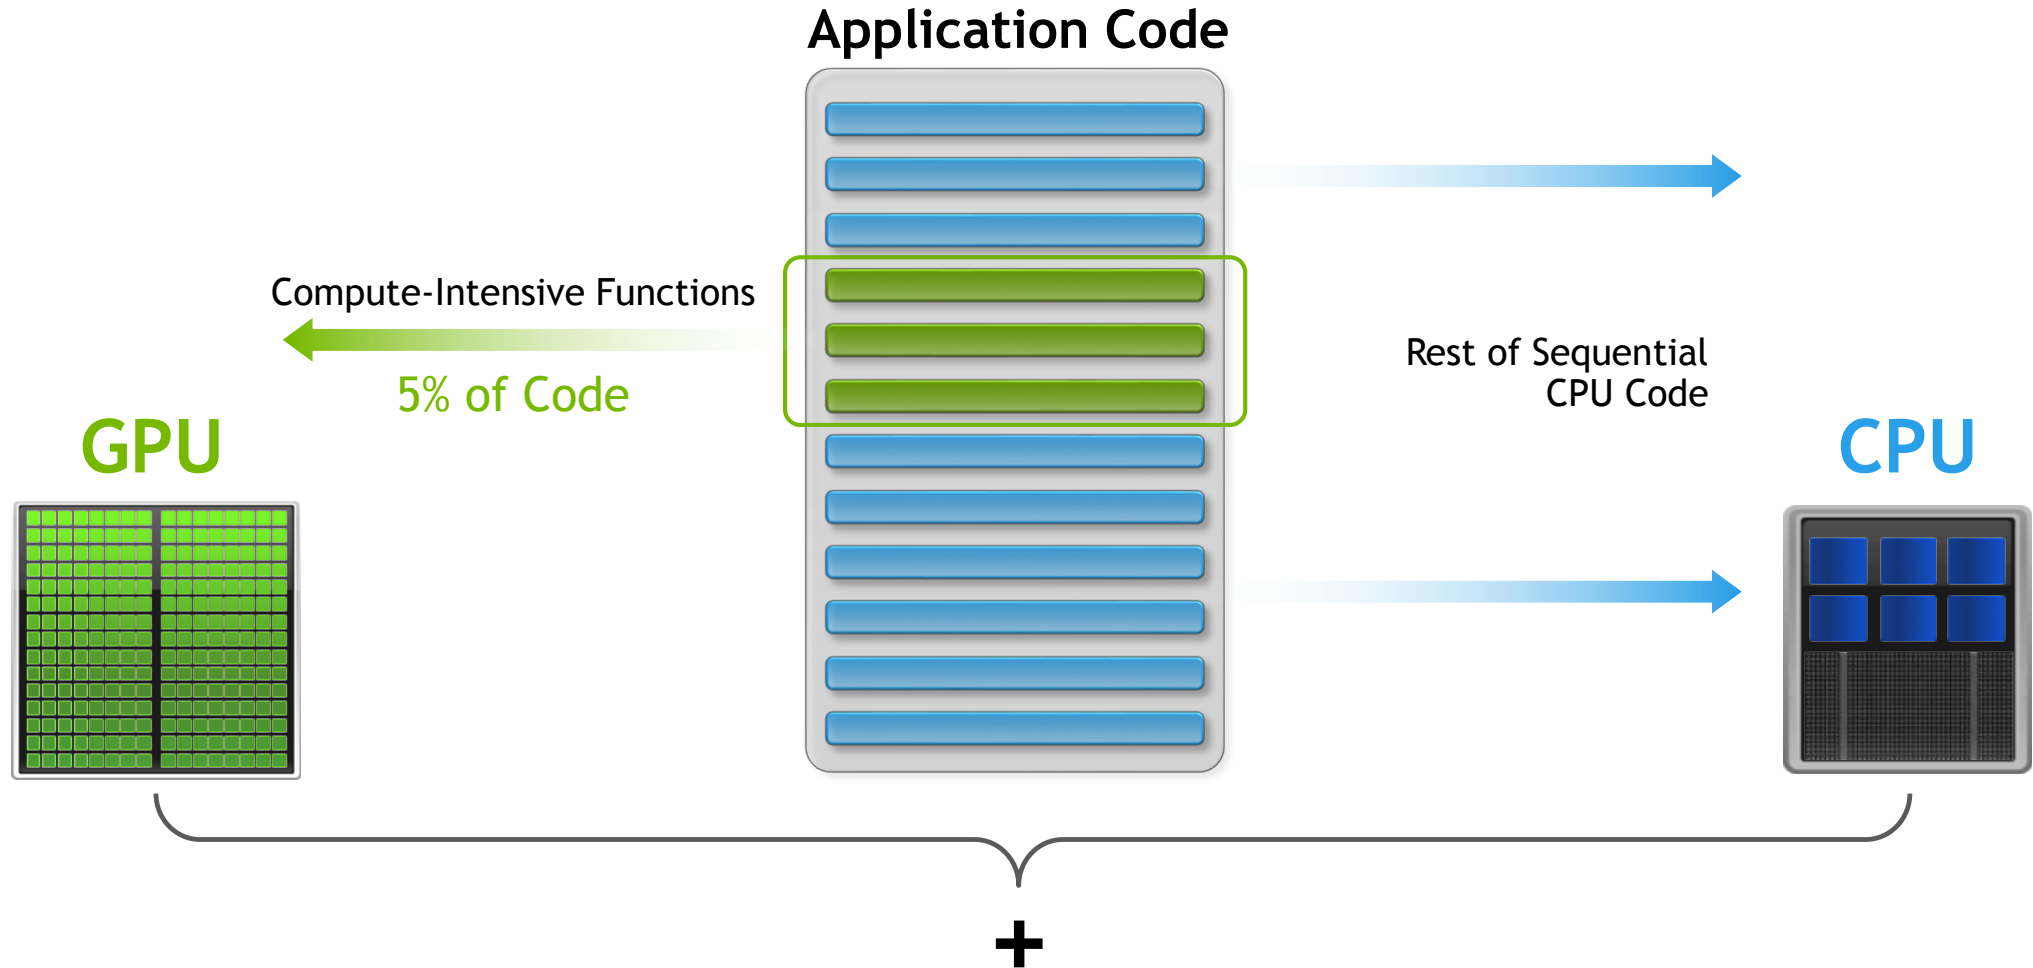 Application Code
Compute-Intensive Functions
5% of Code
GPU
Rest of Sequential
CPU Code
CPU
+